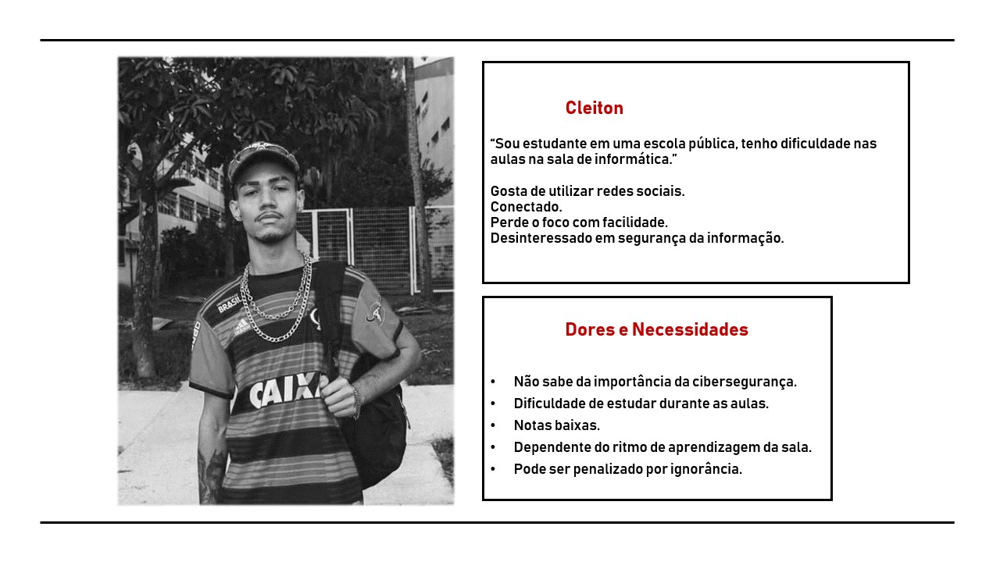 Cleiton
“Sou estudante em uma escola pública, tenho dificuldade nas
aulas na sala de informática.”
Gosta de utilizar redes sociais.
Conectado.
Perde o foco com facilidade.
Desinteressado em segurança da informação.
BRASIL
adidas
CAIXA
Dores e Necessidades
• Não sabe da importância da cibersegurança.
• Dificuldade de estudar durante as aulas.
• Notas baixas.
• Dependente do ritmo de aprendizagem da sala.
• Pode ser penalizado por ignorância.